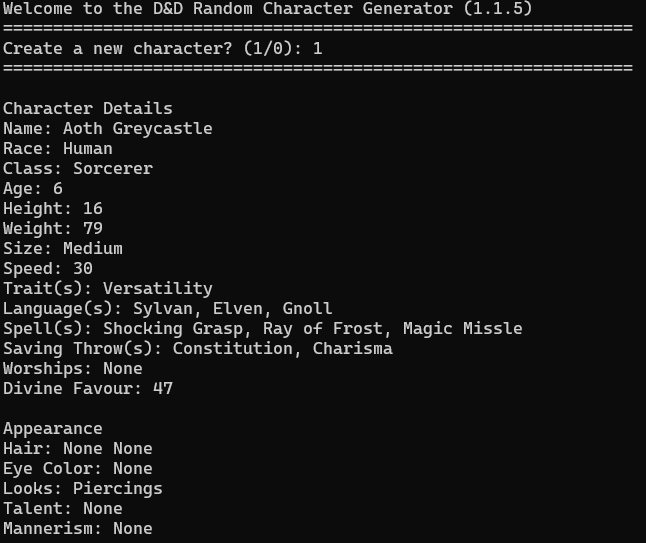 Welcome to the D&D Random Character Generator (1.1.5)
===============================================================
Create a new character? (1/0): 1
===============================================================
Character Details
Name: Aoth Greycastle
Race: Human
Class: Sorcerer
Age: 6
Height: 16
Weight: 79
Size: Medium
Speed: 30
Trait(s): Versatility
Language(s): Sylvan, Elven, Gnoll
Spell(s): Shocking Grasp, Ray of Frost, Magic Missle
Saving Throw(s): Constitution, Charisma
Worships: None
Divine Favour: 47
Appearance
Hair: None None
Eye Color: None
Looks: Piercings
Talent: None
Mannerism: None